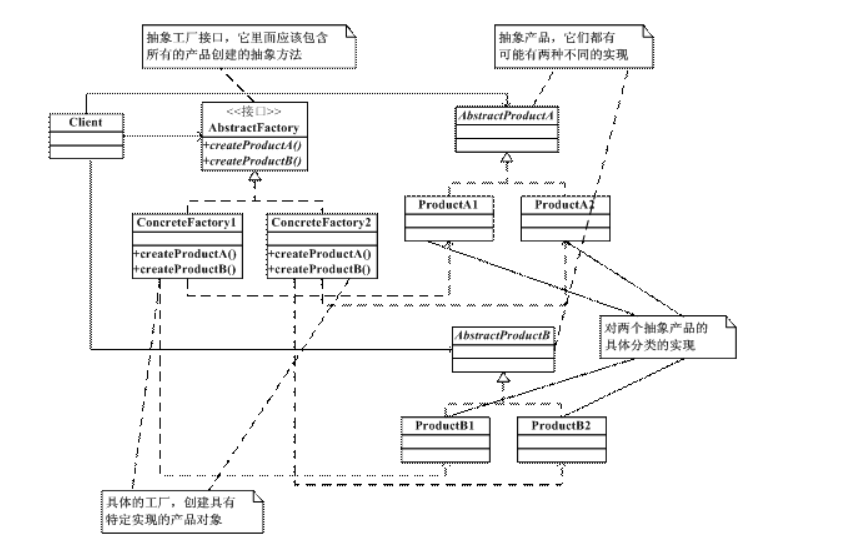 抽象工厂接口，它里面应该包含
所有的产品创建的抽象方法
抽象产品，它们都有
可能有两种不同的实现
Client
<<接口>>
AbstractFactory
+createProductA()
+createProductB()
AbstractProductA
ProductA1
ProductA2
ConcreteFactory1
+createProductA()
+createProductB()
ConcreteFactory2
+createProductA()
+createProductB()
AbstractProductB
对两个抽象产品的
具体分类的实现
ProductB1
ProductB2
具体的工厂，创建具有
特定实现的产品对象